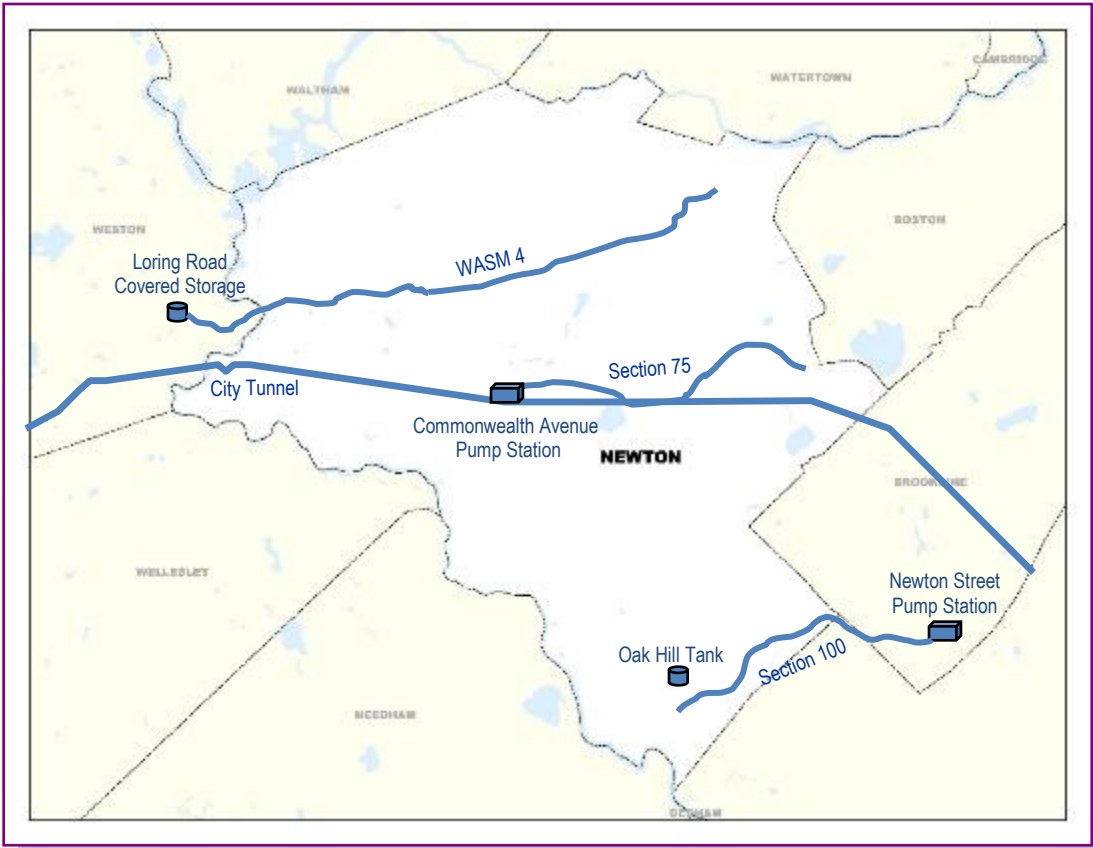 CAMBRIDGE
WATERTOWN
WALTHAM
BOSTON
WESTON
Loring Road
Covered Storage
WASM 4
Section 75
City Tunnel
Commonwealth Avenue
Pump Station
NEWTON
BROOKLINE
WELLESLEY
Newton Street
Pump Station
Oak Hill Tank
Section 100
NEEDHAM
DEDHAM